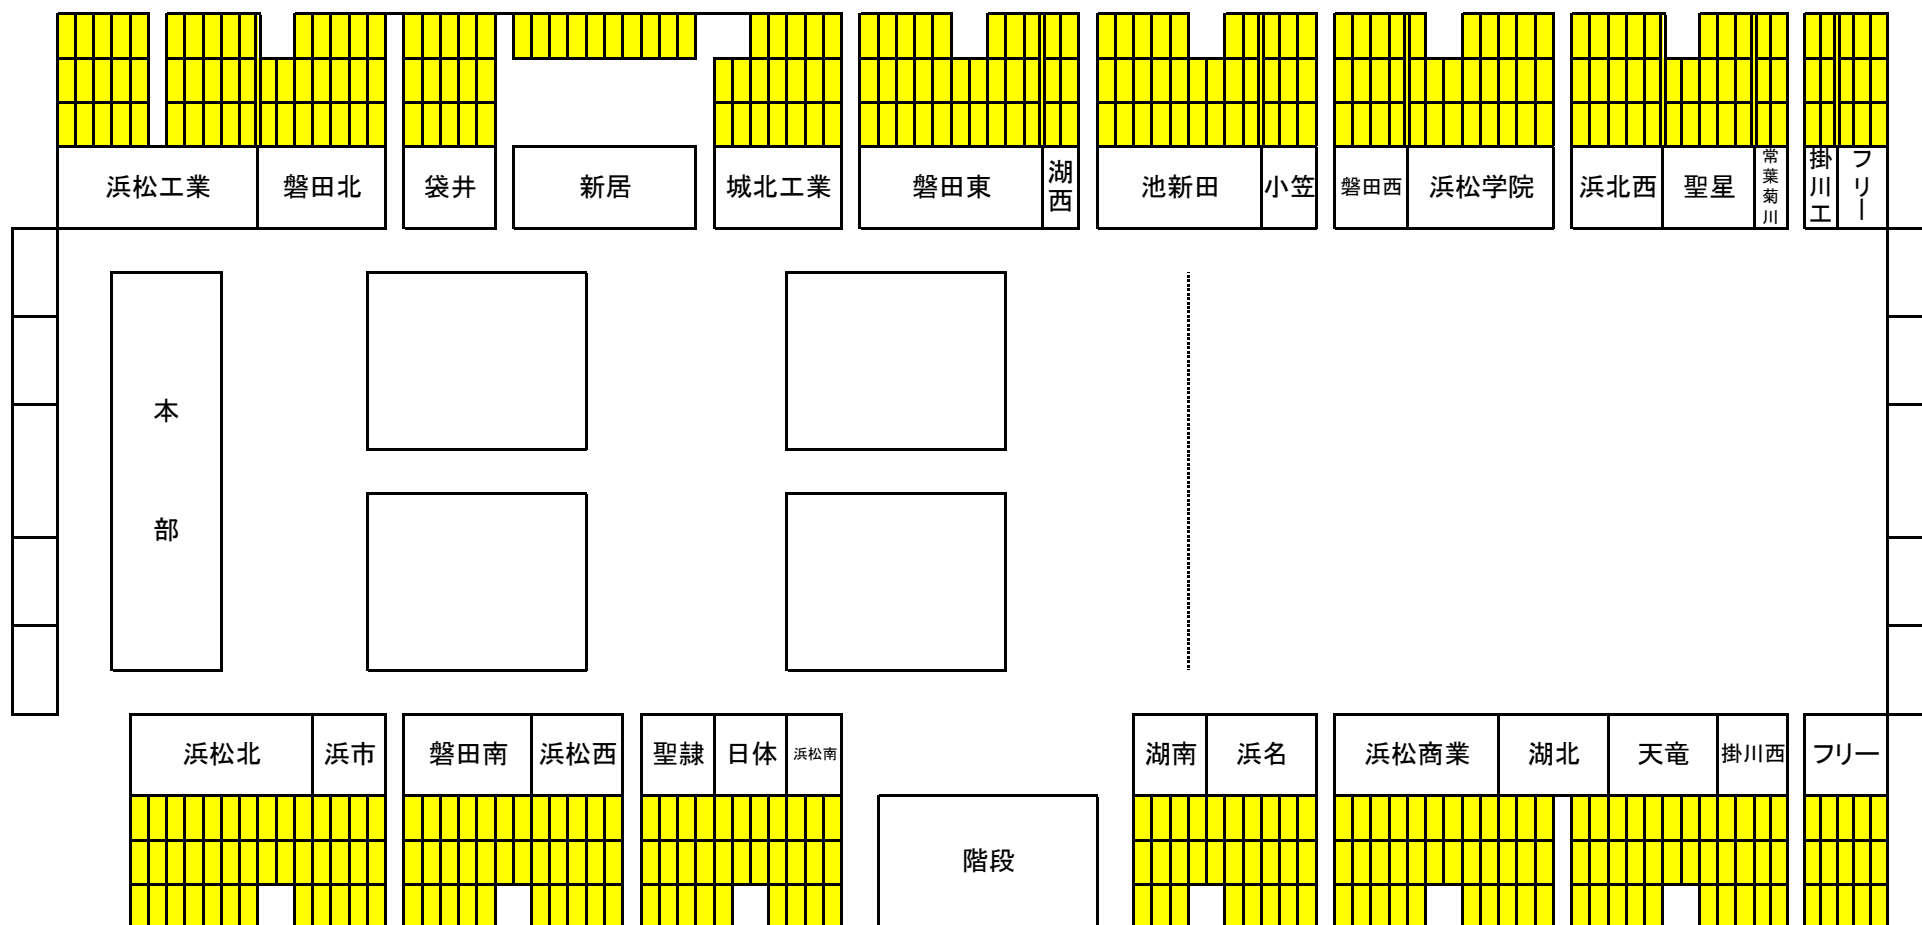 浜松工業
磐田北
袋井
新居
城北工業
磐田東
湖西
池新田
小笠
磐田西
浜松学院
浜北西
聖星
常葉菊川
掛川工
フリー
本部
浜松北
浜市
磐田南
浜松西
聖隷
日体
浜松南
湖南
浜名
浜松商業
湖北
天竜
掛川西
フリー
階段